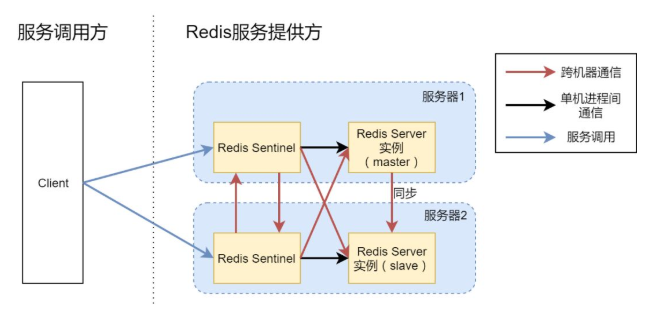 服务调用方
Redis服务提供方
跨机器通信
单机进程间
通信
服务调用
服务器1
Redis Sentinel
Redis Server
实例
（master）
Client
同步
服务器2
Redis Sentinel
Redis Server
实例（slave）